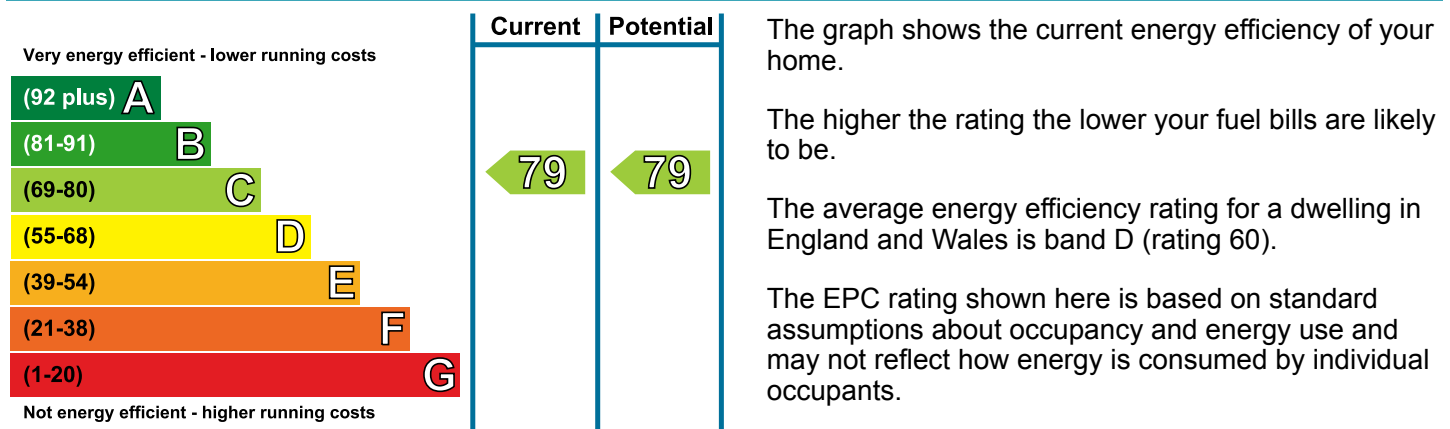 Current Potential
Very energy efficient - lower running costs
(92 plus) A
(81-91) B
(69-80) C
(55-68) D
(39-54) E
(21-38) F
(1-20) G
Not energy efficient - higher running costs
79 79
The graph shows the current energy efficiency of your
home.
The higher the rating the lower your fuel bills are likely
to be.
The average energy efficiency rating for a dwelling in
England and Wales is band D (rating 60).
The EPC rating shown here is based on standard
assumptions about occupancy and energy use and
may not reflect how energy is consumed by individual
occupants.